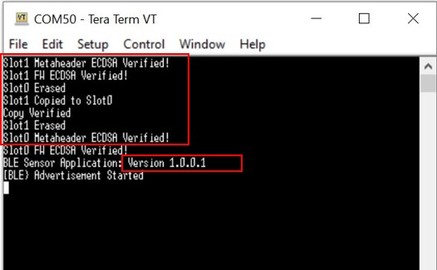 COM50 - Tera Term VT
File Edit Setup Control Window Help
Slot1 Metaheader ECDSA Verified!
Slot1 FW ECDSA Verified!
Slot0 Erased
Slot1 Copied to Slot0
Copy Verified
Slot1 Erased
Slot0 Metaheader ECDSA Verified!
Slot0 FW ECDSA Verified!
BLE Sensor Application: Version 1.0.0.1
[BLE] Advertisement Started